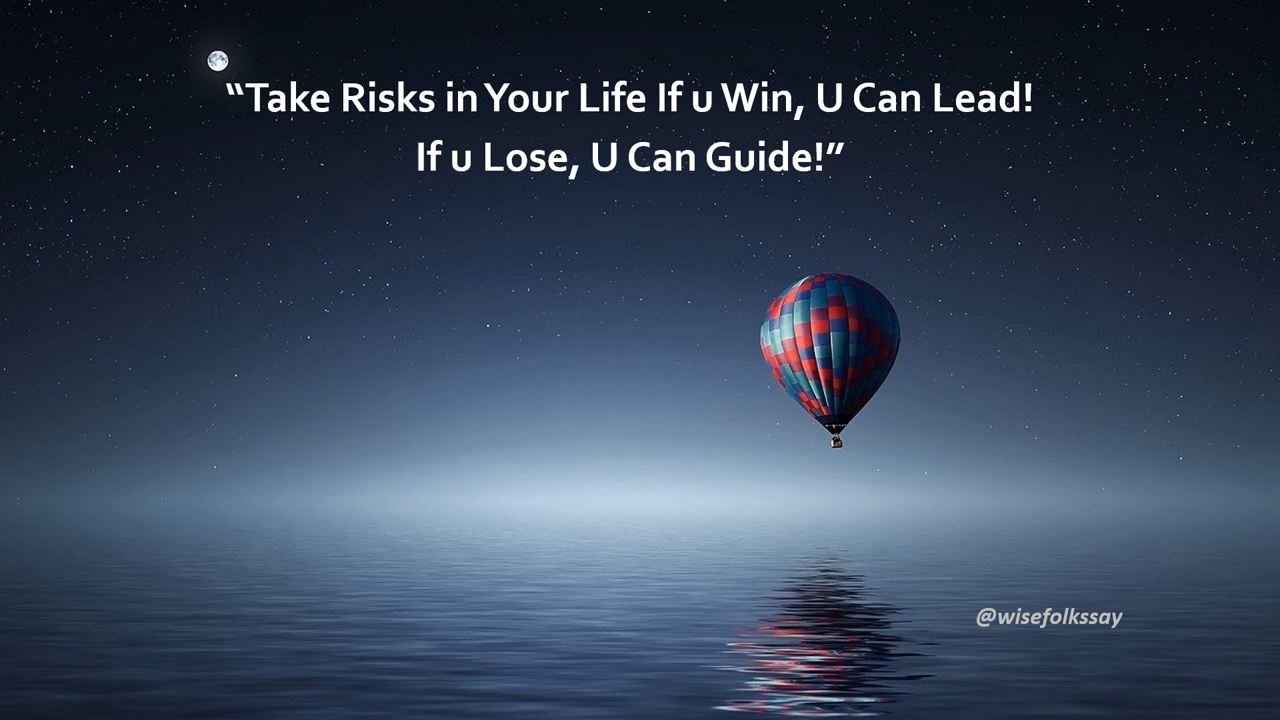 “Take Risks in Your Life If u Win, U Can Lead!
If u Lose, U Can Guide!”
@wisefolkssay